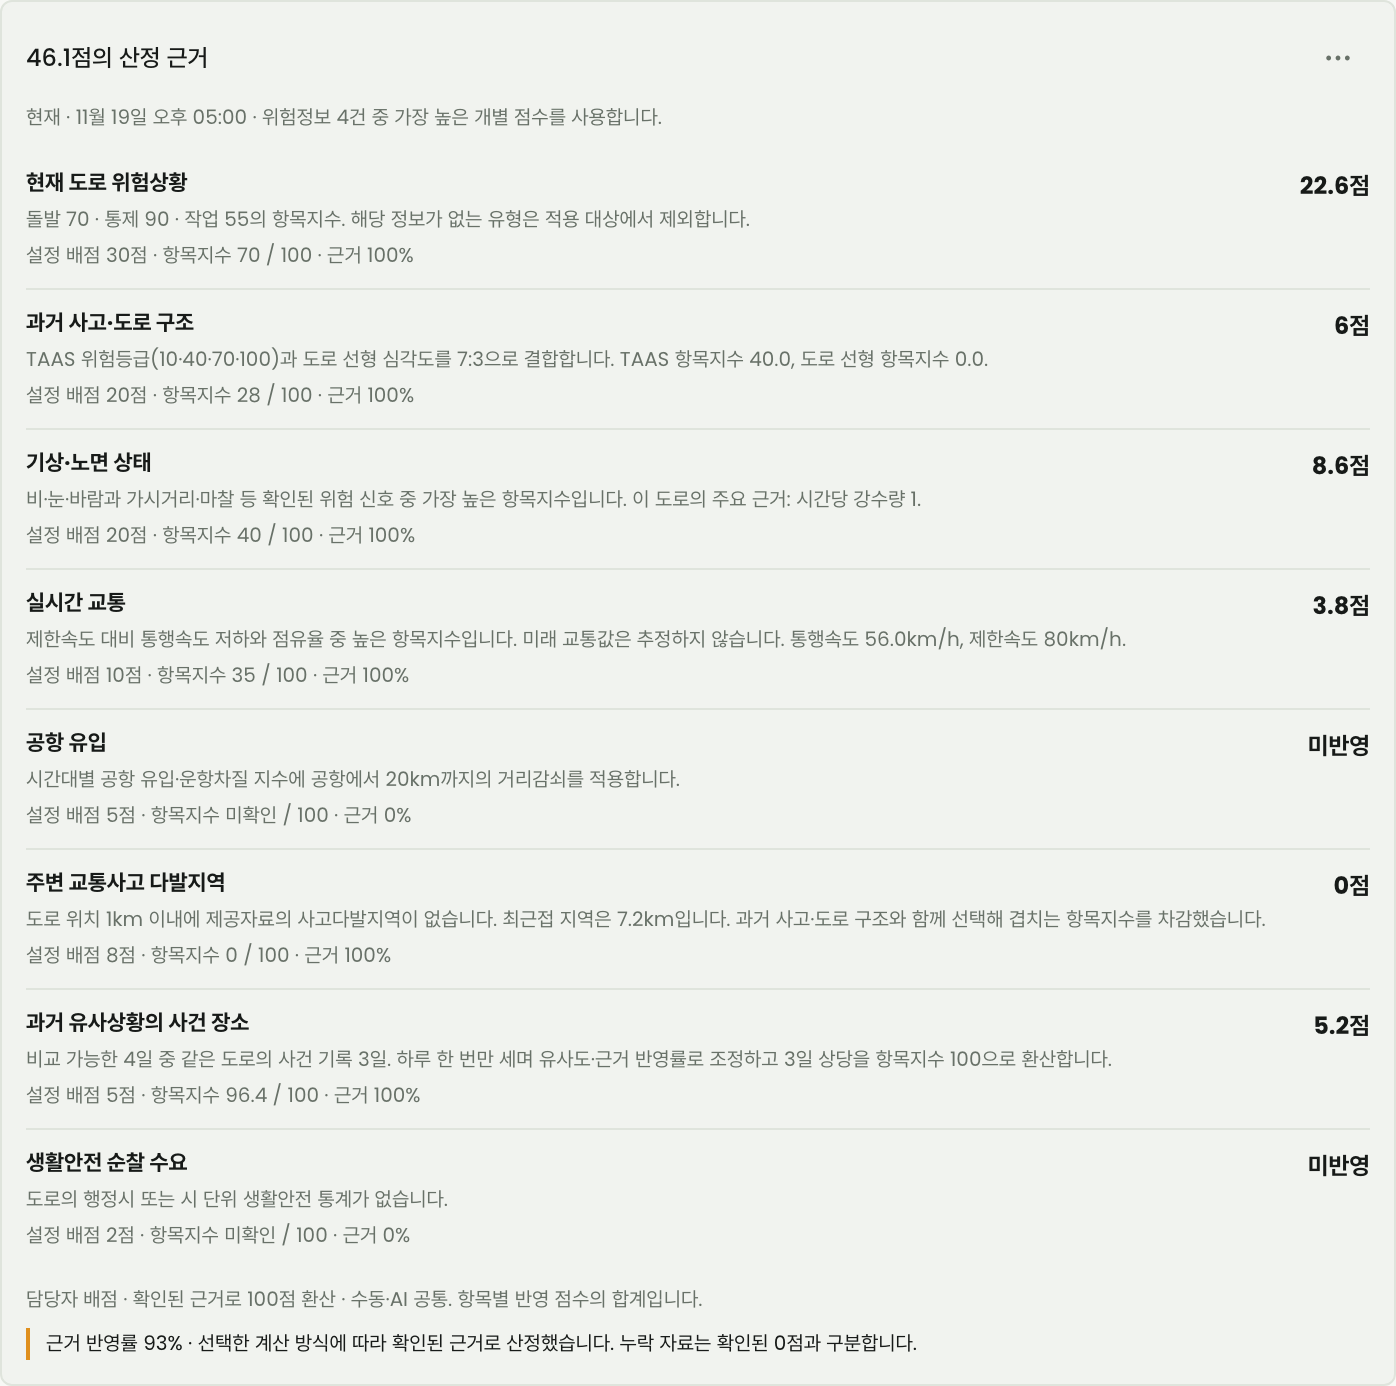 46.1점의 산정 근거
현재 · 11월 19일 오후 05:00 · 위험정보 4건 중 가장 높은 개별 점수를 사용합니다.
현재 도로 위험상황
22.6점
돌발 70 · 통제 90 · 작업 55의 항목지수. 해당 정보가 없는 유형은 적용 대상에서 제외합니다.
설정 배점 30점 · 항목지수 70 / 100 · 근거 100%
과거 사고·도로 구조
6점
TAAS 위험등급(10·40·70·100)과 도로 선형 심각도를 7:3으로 결합합니다. TAAS 항목지수 40.0, 도로 선형 항목지수 0.0.
설정 배점 20점 · 항목지수 28 / 100 · 근거 100%
기상·노면 상태
8.6점
비·눈·바람과 가시거리·마찰 등 확인된 위험 신호 중 가장 높은 항목지수입니다. 이 도로의 주요 근거: 시간당 강수량 1.
설정 배점 20점 · 항목지수 40 / 100 · 근거 100%
실시간 교통
3.8점
제한속도 대비 통행속도 저하와 점유율 중 높은 항목지수입니다. 미래 교통값은 추정하지 않습니다. 통행속도 56.0km/h, 제한속도 80km/h.
설정 배점 10점 · 항목지수 35 / 100 · 근거 100%
공항 유입
미반영
시간대별 공항 유입·운항차질 지수에 공항에서 20km까지의 거리감쇠를 적용합니다.
설정 배점 5점 · 항목지수 미확인 / 100 · 근거 0%
주변 교통사고 다발지역
0점
도로 위치 1km 이내에 제공자료의 사고다발지역이 없습니다. 최근접 지역은 7.2km입니다. 과거 사고·도로 구조와 함께 선택해 겹치는 항목지수를 차감했습니다.
설정 배점 8점 · 항목지수 0 / 100 · 근거 100%
과거 유사상황의 사건 장소
5.2점
비교 가능한 4일 중 같은 도로의 사건 기록 3일. 하루 한 번만 세며 유사도·근거 반영률로 조정하고 3일 상당을 항목지수 100으로 환산합니다.
설정 배점 5점 · 항목지수 96.4 / 100 · 근거 100%
생활안전 순찰 수요
미반영
도로의 행정시 또는 시 단위 생활안전 통계가 없습니다.
설정 배점 2점 · 항목지수 미확인 / 100 · 근거 0%
담당자 배점 · 확인된 근거로 100점 환산 · 수동·AI 공통. 항목별 반영 점수의 합계입니다.
근거 반영률 93% · 선택한 계산 방식에 따라 확인된 근거로 산정했습니다. 누락 자료는 확인된 0점과 구분합니다.